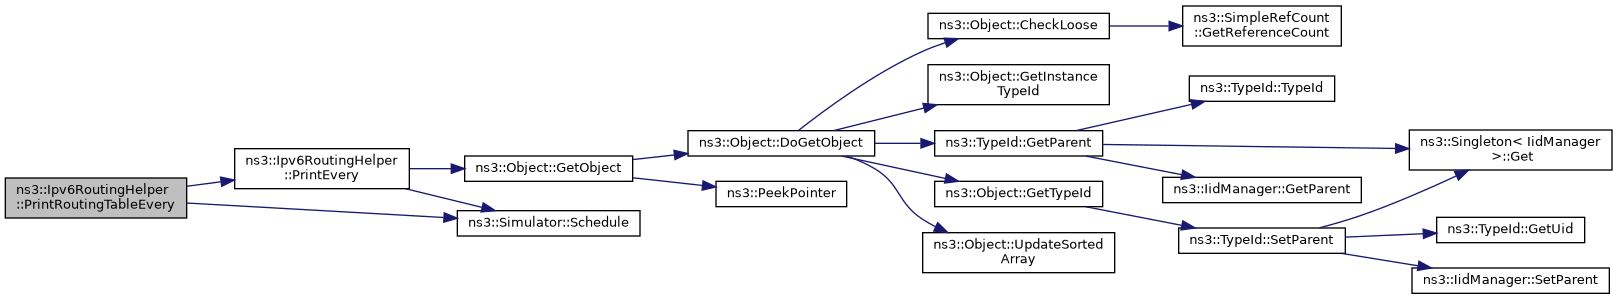 ns3::Ipv6RoutingHelper
::PrintRoutingTableEvery
ns3::Ipv6RoutingHelper
::PrintEvery
ns3::Object::GetObject
ns3::Simulator::Schedule
ns3::Object::DoGetObject
ns3::PeekPointer
ns3::Object::CheckLoose
ns3::Object::GetInstance
TypeId
ns3::TypeId::GetParent
ns3::Object::GetTypeId
ns3::Object::UpdateSorted
Array
ns3::SimpleRefCount
::GetReferenceCount
ns3::TypeId::TypeId
ns3::IidManager::GetParent
ns3::TypeId::SetParent
ns3::Singleton< IidManager
>::Get
ns3::TypeId::GetUid
ns3::IidManager::SetParent